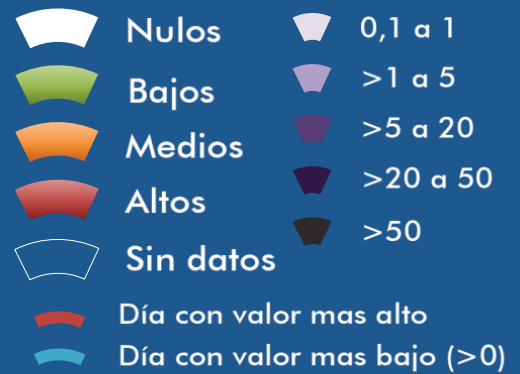 Nulos
Bajos
Medios
Altos
Sin datos
0,1 a 1
>1 a 5
>5 a 20
>20 a 50
>50
Día con valor mas alto
Día con valor mas bajo (>0)